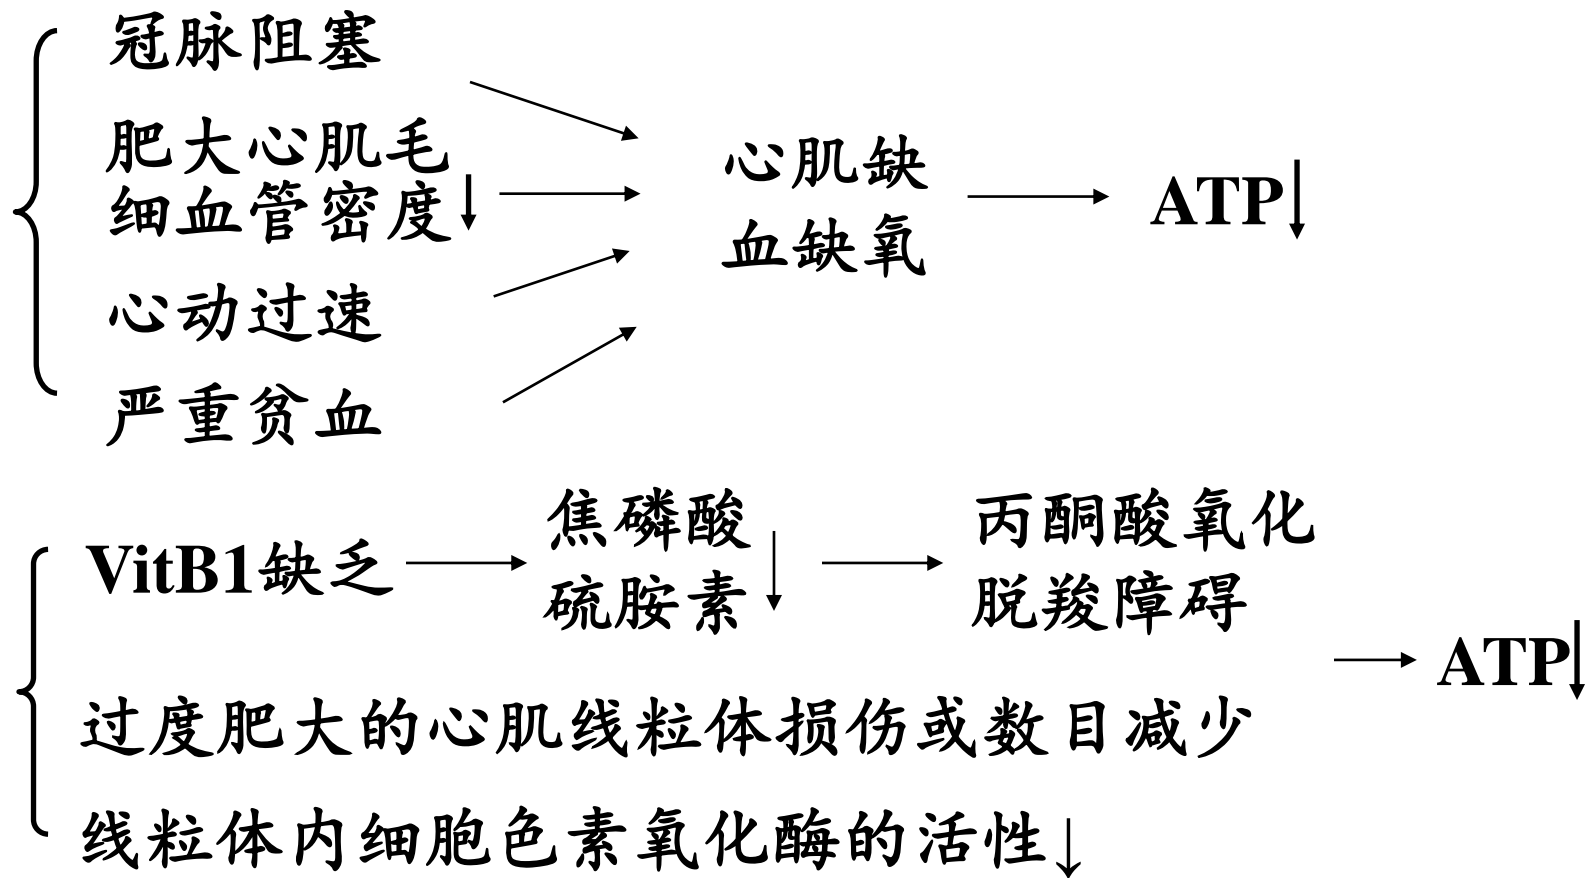 冠脉阻塞
肥大心肌毛
细血管密度↓
心动过速
严重贫血
心肌缺
血缺氧
ATP↓
VitB1缺乏
焦磷酸
硫胺素↓
丙酮酸氧化
脱羧障碍
过度肥大的心肌线粒体损伤或数目减少
线粒体内细胞色素氧化酶的活性↓
ATP↓